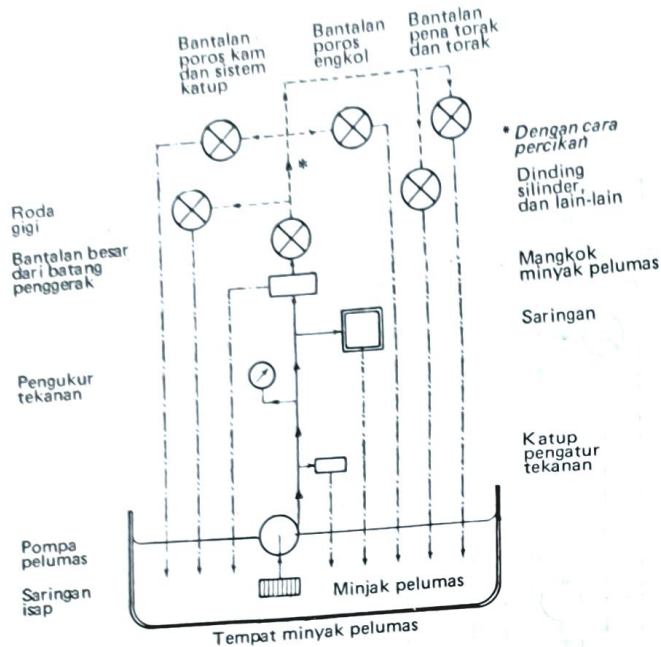 Bantalan
poros kam
dan sistem
katup
Bantalan
poros
engkol
Bantalan
pena torak
dan torak
* Dengan cara
percikan
*
Dinding
silinder,
dan lain-lain
Roda
gigi
Bantalan besar
dari batang
penggerak
Mangkok
minyak pelumas
Saringan
Pengukur
tekanan
Katup
pengatur
tekanan
Pompa
pelumas
Saringan
isap
Minjak pelumas
Tempat minyak pelumas